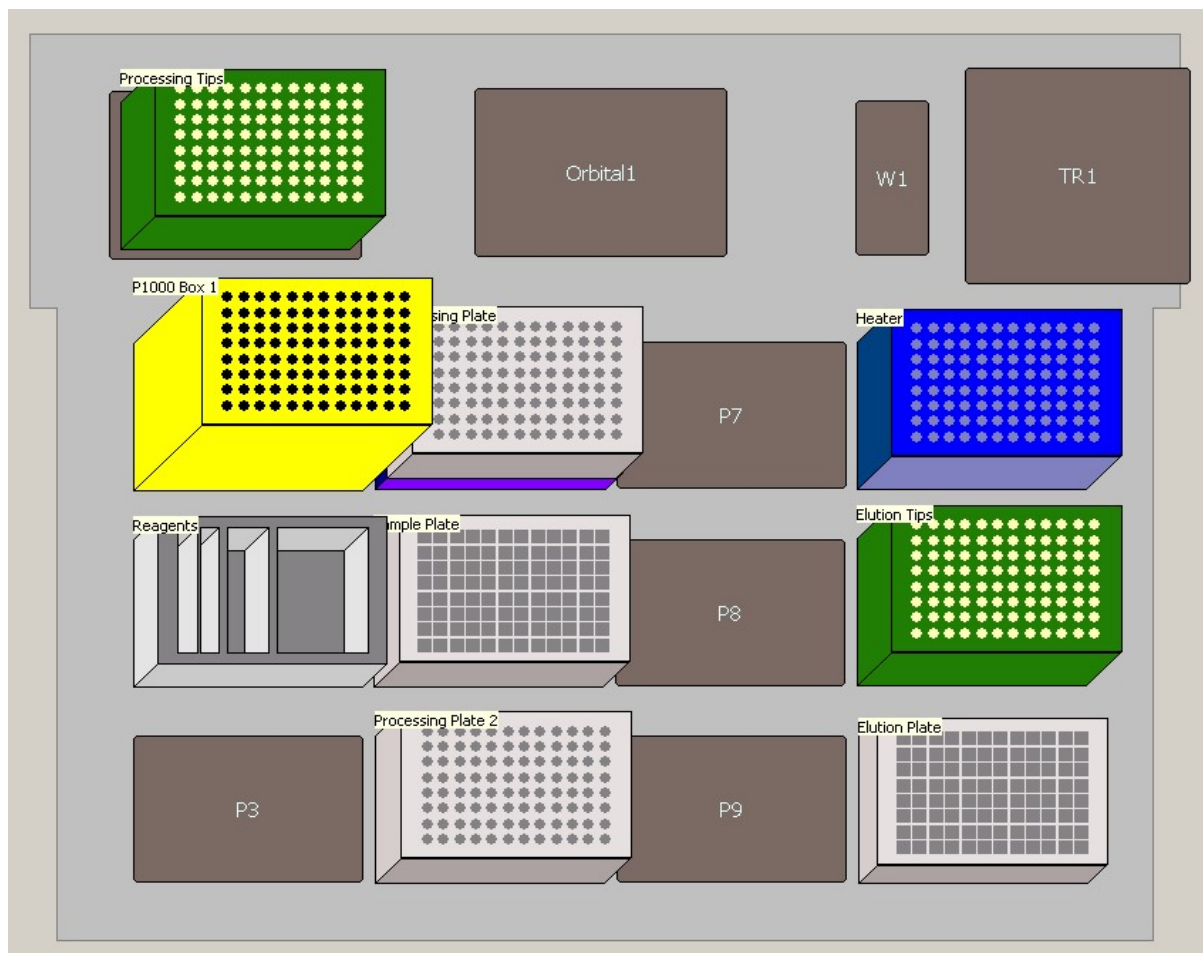 Processing Tips
Orbital1
W1
TR1
P1000 Box 1
sing Plate
P7
Heater
Reagents
mple Plate
P8
Elution Tips
P3
Processing Plate 2
P9
Elution Plate